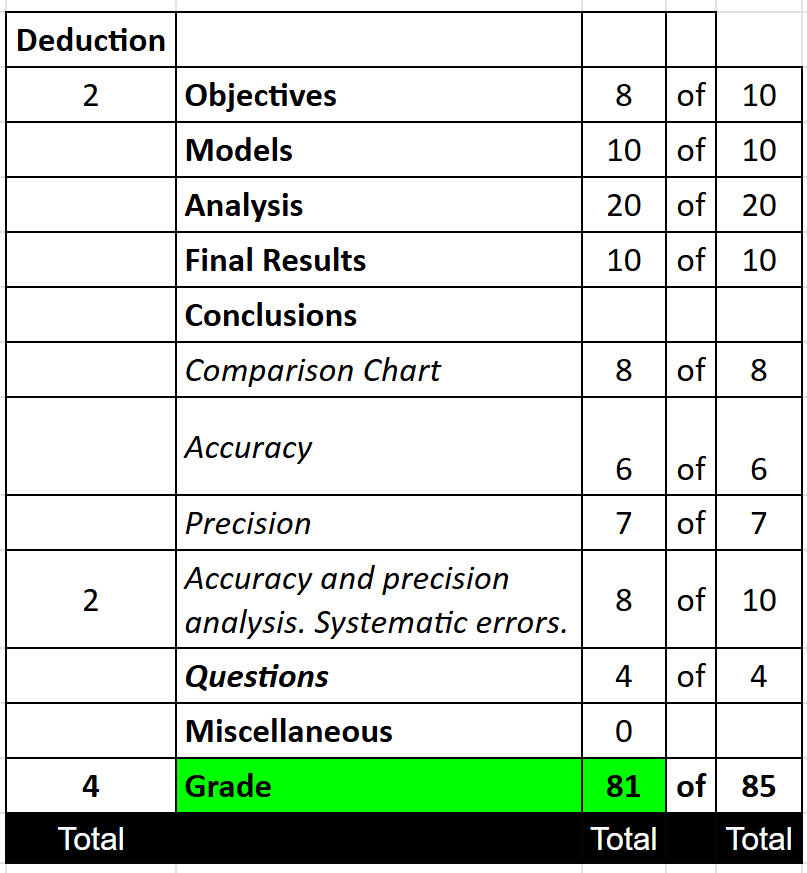 Deduction
2 Objectives 8 of 10
Models 10 of 10
Analysis 20 of 20
Final Results 10 of 10
Conclusions
Comparison Chart 8 of 8
Accuracy 6 of 6
Precision 7 of 7
2 Accuracy and precision
analysis. Systematic errors. 8 of 10
Questions 4 of 4
Miscellaneous 0
4 Grade 81 of 85
Total Total Total